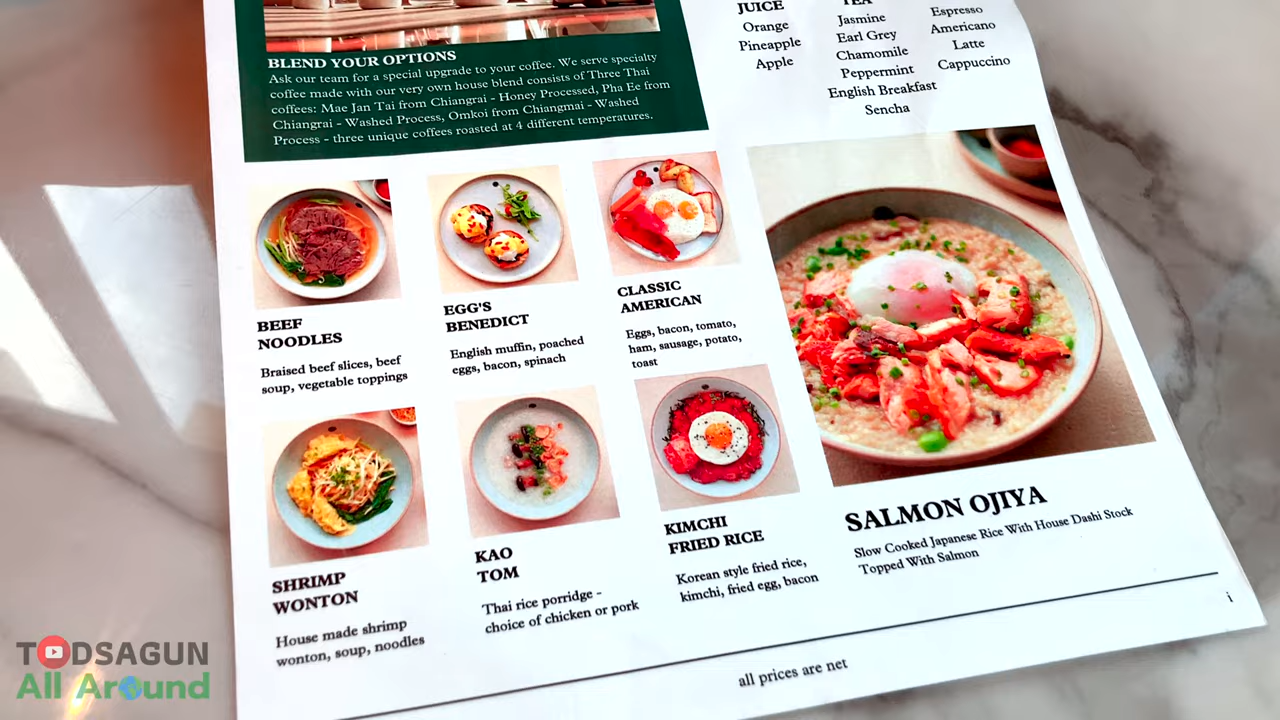 BLEND YOUR OPTIONS
Ask our team for a special upgrade to your coffee. We serve specialty
coffee made with our very own house blend consists of Three Thai
coffees: Mae Jan Tai from Chiangrai - Honey Processed, Pha Ee from
Chiangrai - Washed Process, Omkoi from Chiangmai - Washed
Process - three unique coffees roasted at 4 different temperatures.
JUICE
Orange
Pineapple
Apple
TEA
Jasmine
Earl Grey
Chamomile
Peppermint
English Breakfast
Sencha
Espresso
Americano
Latte
Cappuccino
BEEF
NOODLES
Braised beef slices, beef
soup, vegetable toppings
EGG'S
BENEDICT
English muffin, poached
eggs, bacon, spinach
CLASSIC
AMERICAN
Eggs, bacon, tomato,
ham, sausage, potato,
toast
SHRIMP
WONTON
House made shrimp
wonton, soup, noodles
KAO
TOM
Thai rice porridge -
choice of chicken or pork
KIMCHI
FRIED RICE
Korean style fried rice,
kimchi, fried egg, bacon
SALMON OJIYA
Slow Cooked Japanese Rice With House Dashi Stock
Topped With Salmon
i
all prices are net
TODSAGUN
All Around